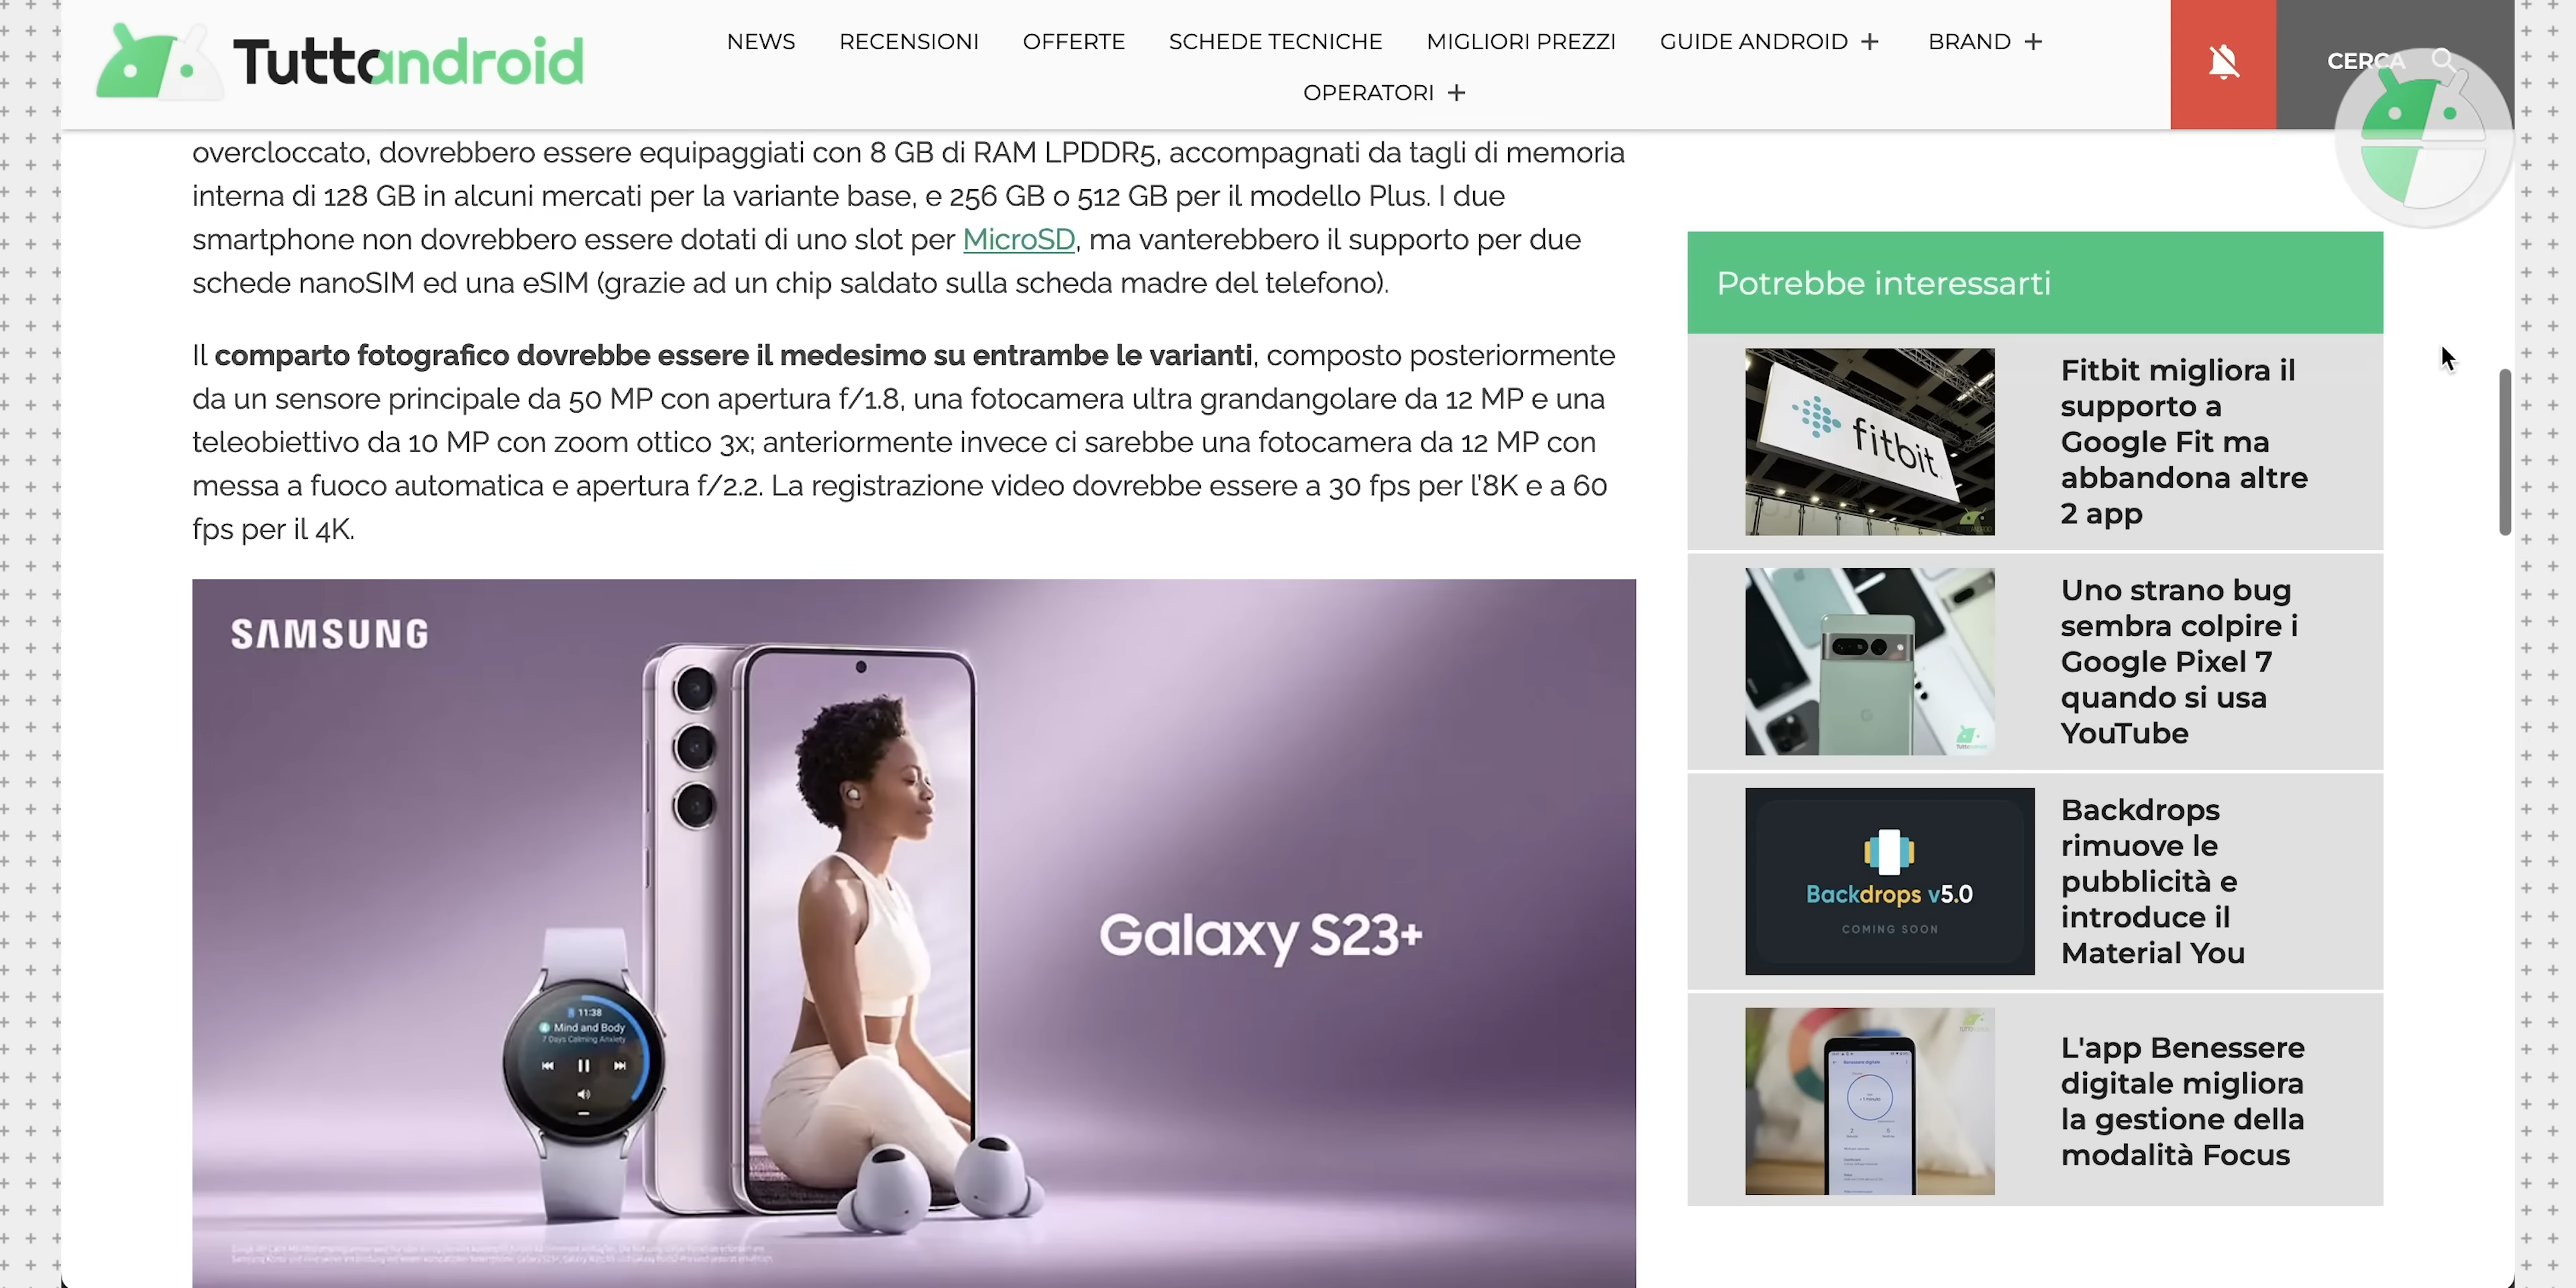 Tuttoandroid
NEWS
RECENSIONI
OFFERTE
SCHEDE TECNICHE
MIGLIORI PREZZI
GUIDE ANDROID +
BRAND +
OPERATORI +
CERCA
overcloccato, dovrebbero essere equipaggiati con 8 GB di RAM LPDDR5, accompagnati da tagli di memoria
interna di 128 GB in alcuni mercati per la variante base, e 256 GB o 512 GB per il modello Plus. I due
smartphone non dovrebbero essere dotati di uno slot per MicroSD, ma vanterebbero il supporto per due
schede nanoSIM ed una eSIM (grazie ad un chip saldato sulla scheda madre del telefono).
Il comparto fotografico dovrebbe essere il medesimo su entrambe le varianti, composto posteriormente
da un sensore principale da 50 MP con apertura f/1.8, una fotocamera ultra grandangolare da 12 MP e una
teleobiettivo da 10 MP con zoom ottico 3x; anteriormente invece ci sarebbe una fotocamera da 12 MP con
messa a fuoco automatica e apertura f/2.2. La registrazione video dovrebbe essere a 30 fps per l'8K e a 60
fps per il 4K.
SAMSUNG
Galaxy S23+
11:38
Mind and Body
7 Days Calming Anxiety
Potrebbe interessarti
fitbit
Fitbit migliora il
supporto a
Google Fit ma
abbandona altre
2 app
Uno strano bug
sembra colpire i
Google Pixel 7
quando si usa
YouTube
Backdrops v5.0
COMING SOON
Backdrops
rimuove le
pubblicità e
introduce il
Material You
L'app Benessere
digitale migliora
la gestione della
modalità Focus